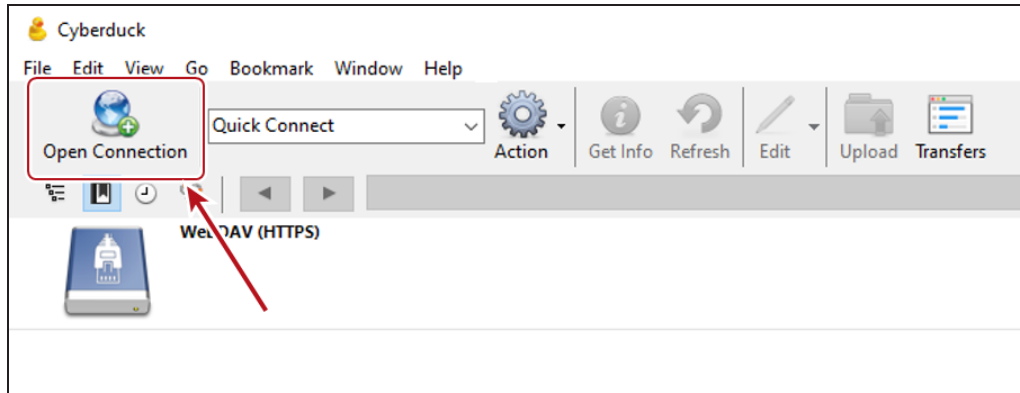 Cyberduck
File Edit View Go Bookmark Window Help
Quick Connect
Open Connection Action Get Info Refresh Edit Upload Transfers
WebDAV (HTTPS)